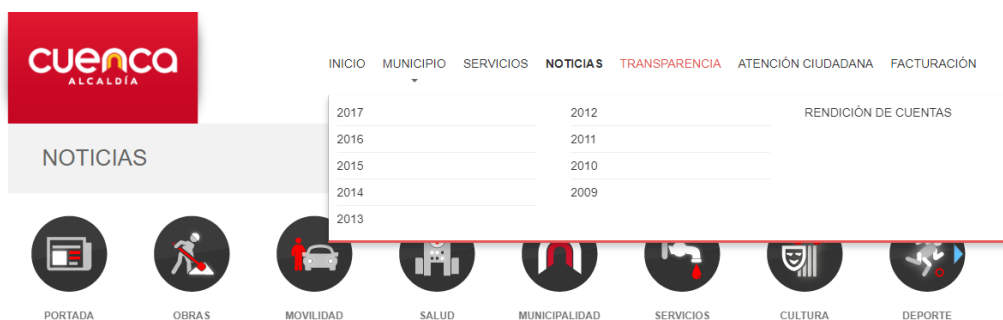 cuenca
ALCALDÍA
INICIO MUNICIPIO SERVICIOS NOTICIAS TRANSPARENCIA ATENCIÓN CIUDADANA FACTURACIÓN
2017 2012 RENDICIÓN DE CUENTAS
2016 2011
2015 2010
2014 2009
2013
NOTICIAS
PORTADA OBRAS MOVILIDAD SALUD MUNICIPALIDAD SERVICIOS CULTURA DEPORTE